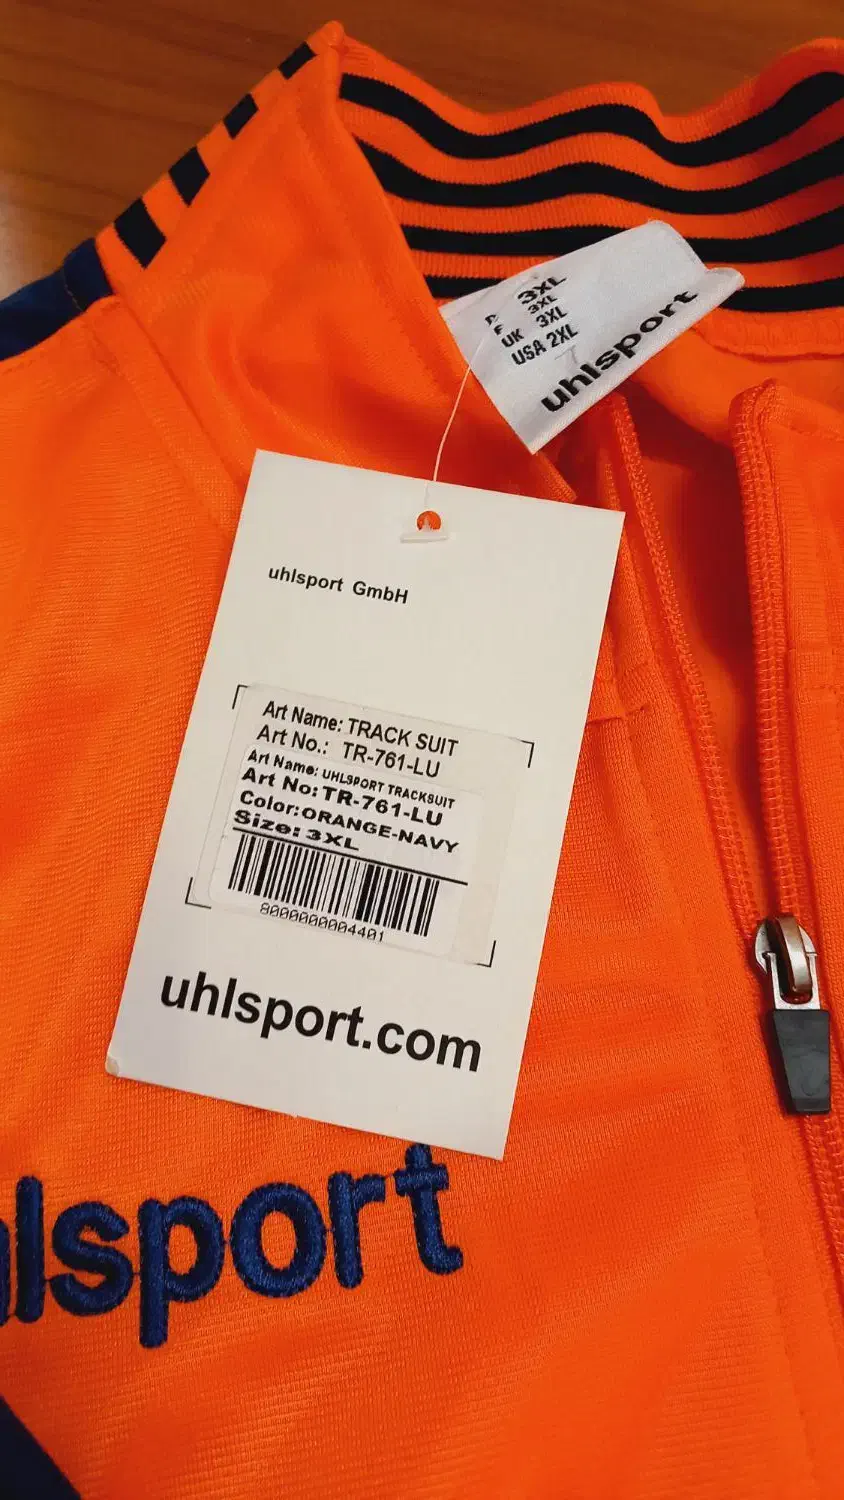 3XL
3XL
UK 3XL
USA 2XL
uhlsport
uhlsport GmbH
Art Name: TRACK SUIT
Art No.: TR-761-LU
Art Name: UHLSPORT TRACKSUIT
Art No: TR-761-LU
Color: ORANGE-NAVY
Size: 3XL
8000000004401
uhlsport.com
lsport